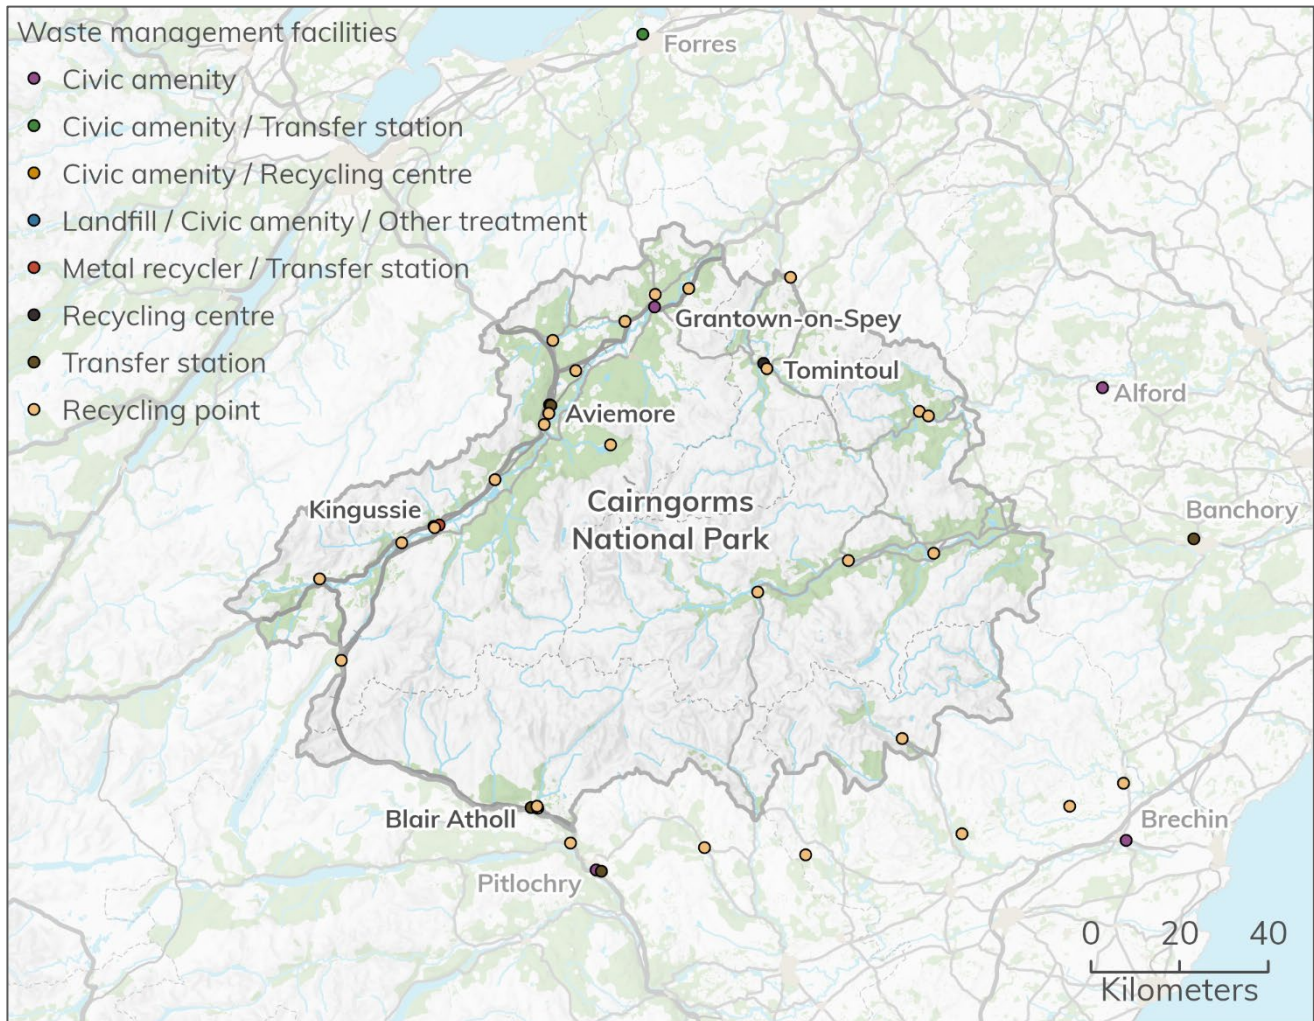 Waste management facilities
Civic amenity
Civic amenity / Transfer station
Civic amenity / Recycling centre
Landfill / Civic amenity / Other treatment
Metal recycler / Transfer station
Recycling centre
Transfer station
Recycling point
Forres
Grantown-on-Spey
Tomintoul
Alford
Aviemore
Cairngorms
National Park
Kingussie
Banchory
Blair Atholl
Brechin
Pitlochry
0 20 40
Kilometers